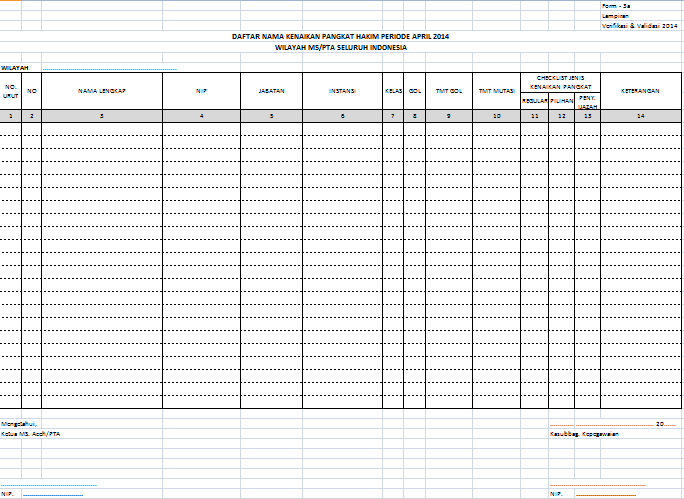 Form - 3a
Lampiran
Verifikasi & Validasi 2014
DAFTAR NAMA KENAIKAN PANGKAT HAKIM PERIODE APRIL 2014
WILAYAH MS/PTA SELURUH INDONESIA
WILAYAH ......................................................
NO. URUT NO NAMA LENGKAP NIP JABATAN INSTANSI KELAS GOL TMT GOL TMT MUTASI CHECKLIST JENIS KENAIKAN PANGKAT KETERANGAN
REGULAR PILIHAN PENY. IJAZAH
1 2 3 4 5 6 7 8 9 10 11 12 13 14
Mengetahui, .........................., .......................... 20......
Ketua MS. Aceh/PTA Kasubbag. Kepegawaian
...................................... ......................................
NIP. .............................. NIP. ..............................